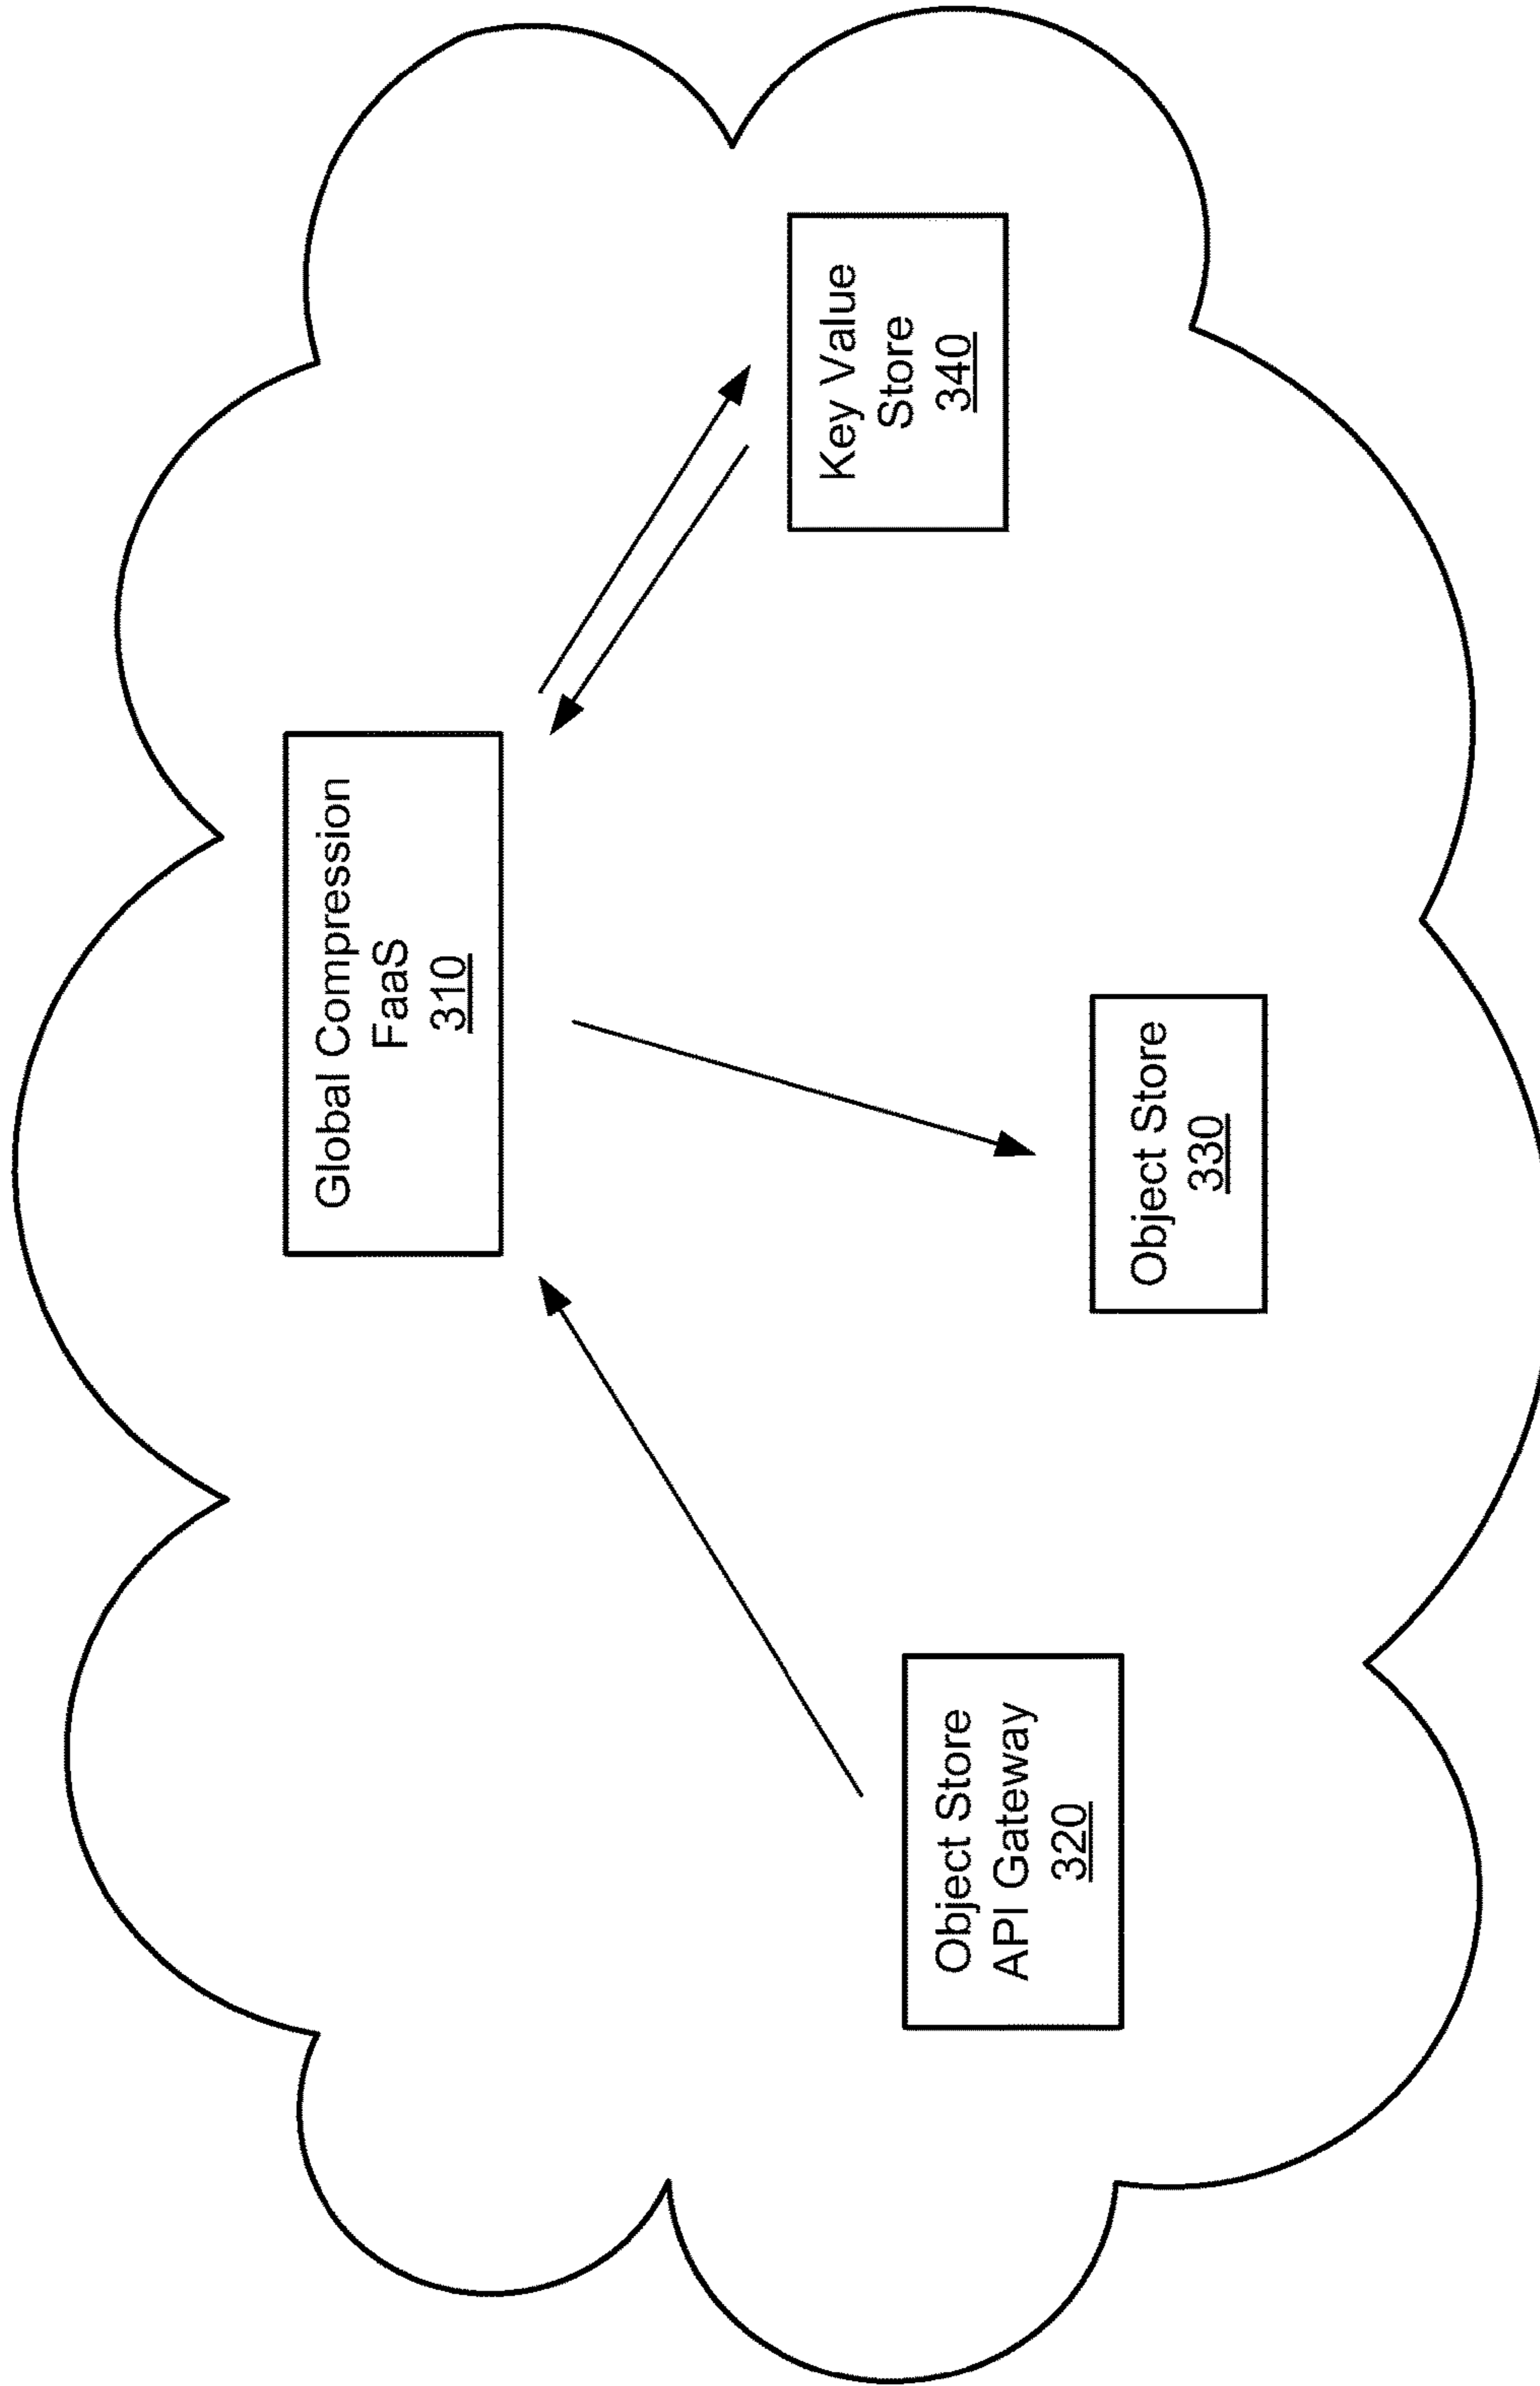 Global Compression
FaaS
310
Key Value
Store
340
Object Store
330
Object Store
API Gateway
320